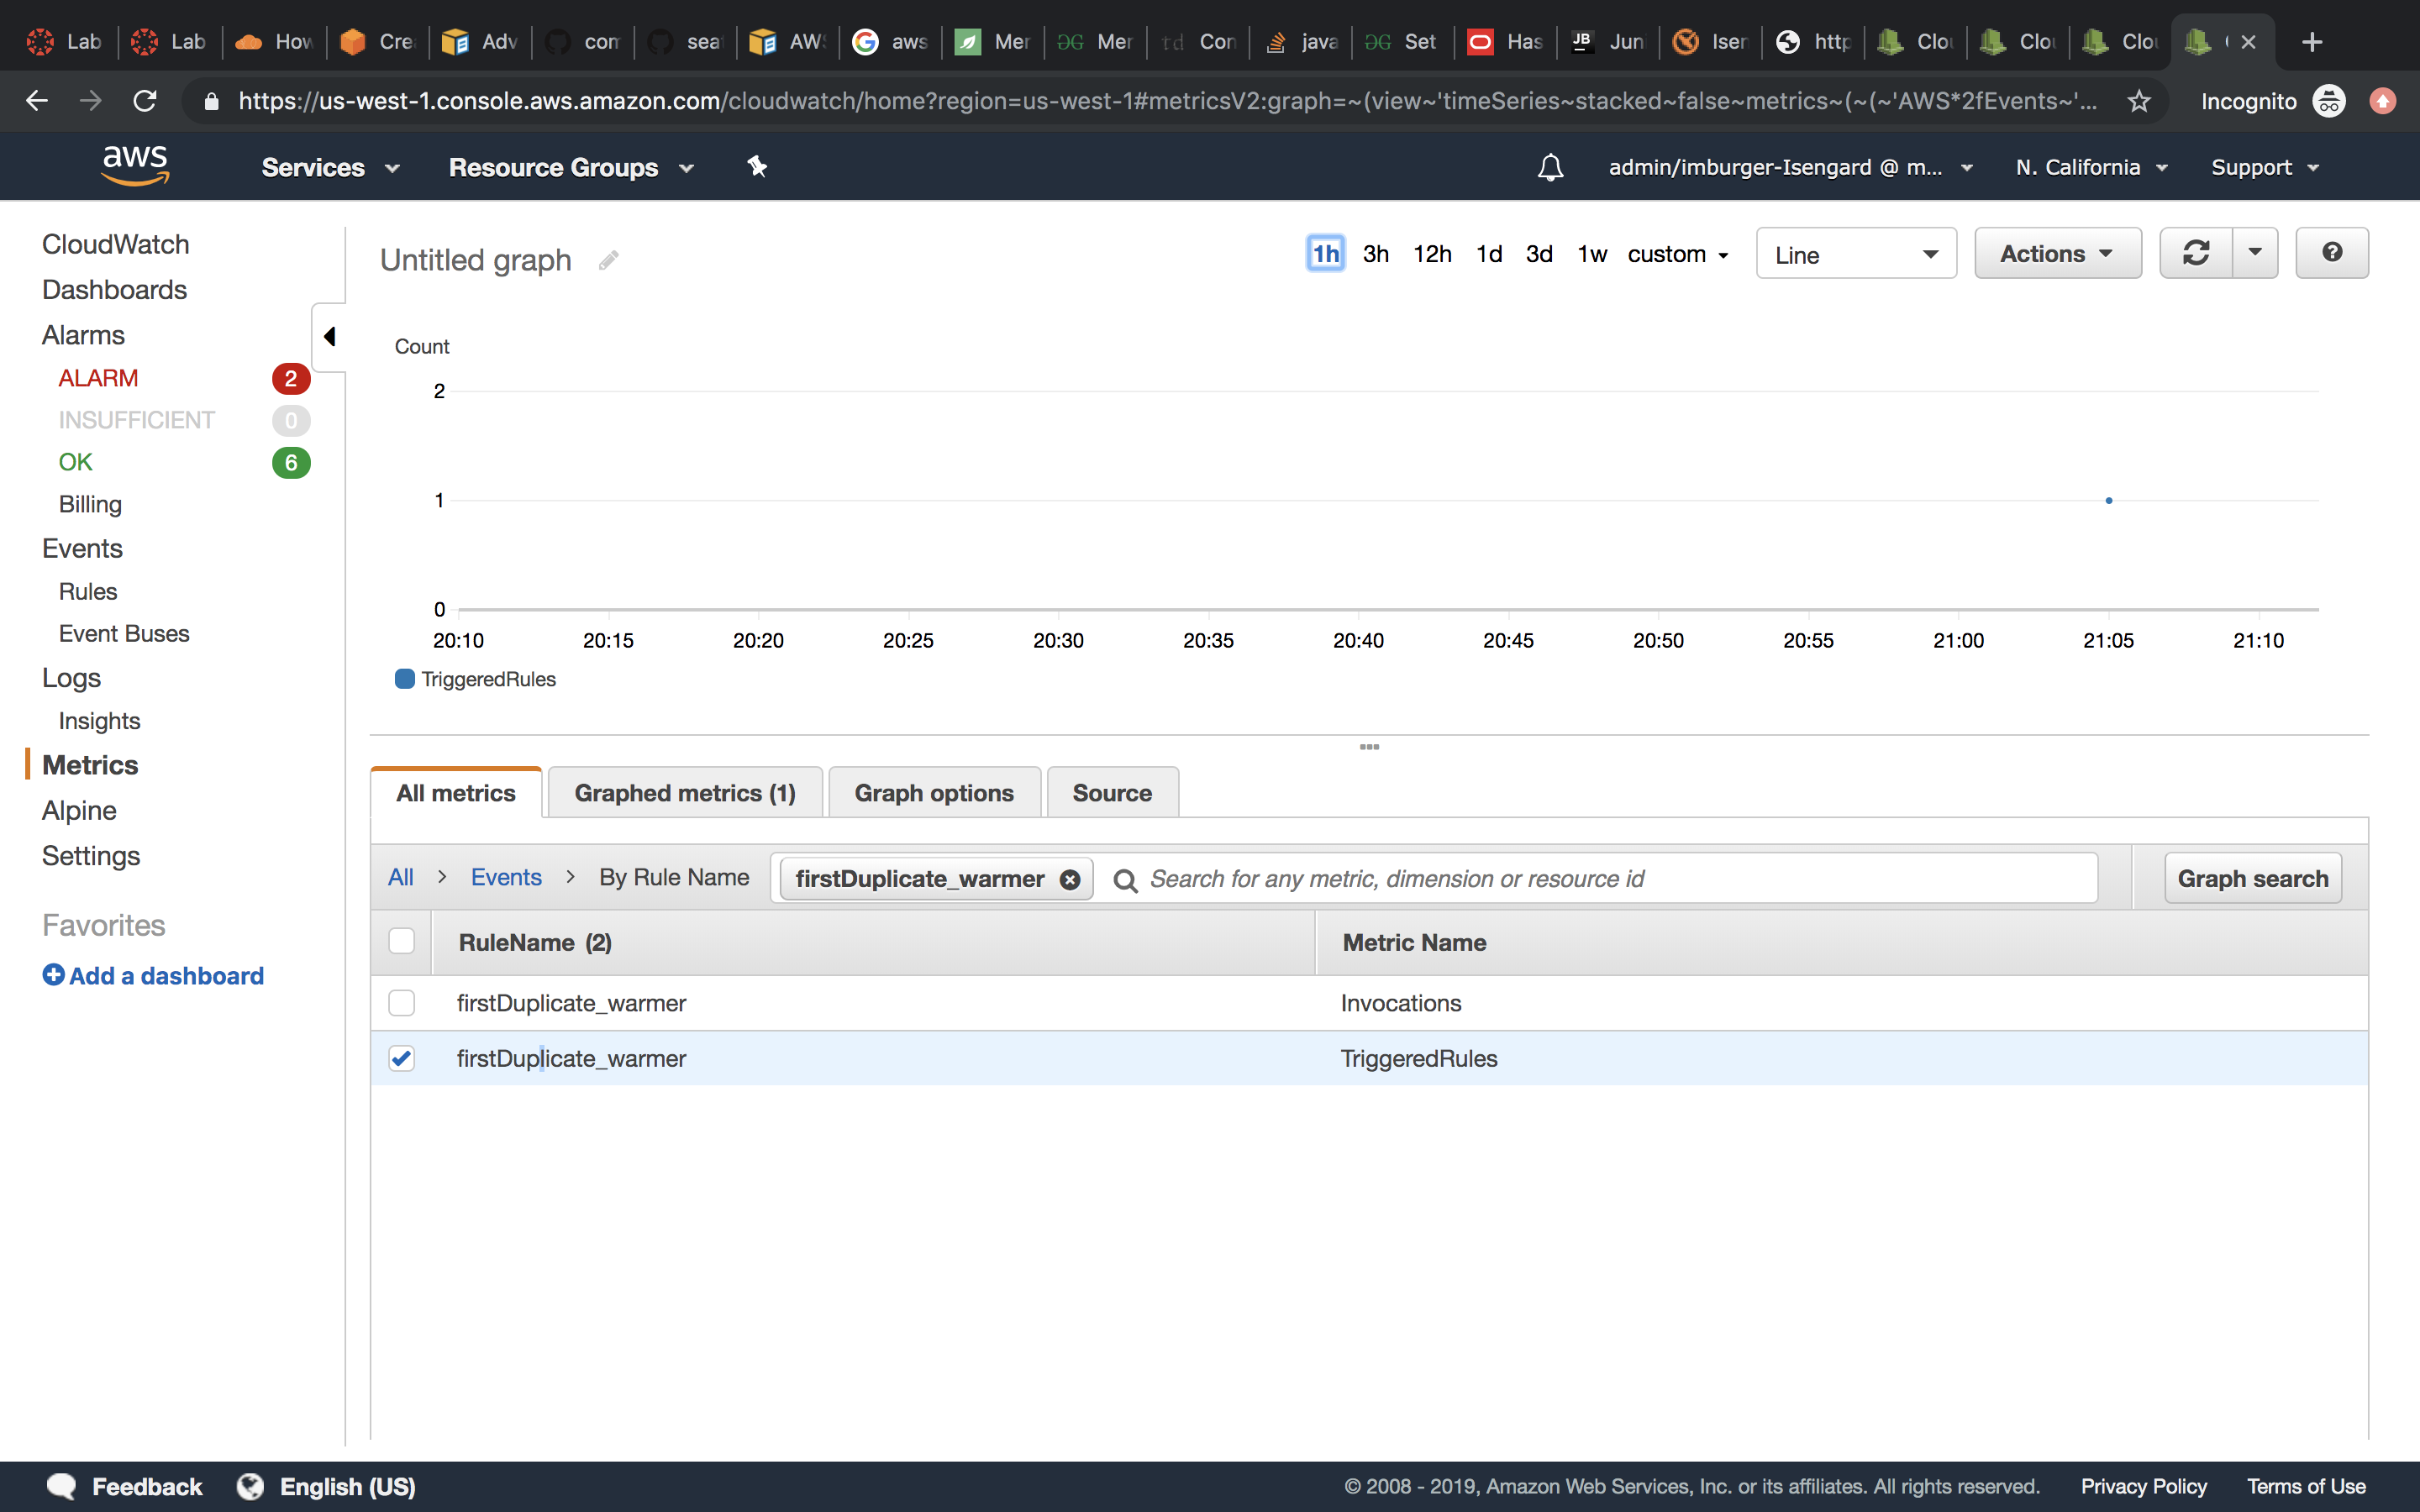 Lab Lab How Cre Adv com sea AWS aws Mer Mer td Con java Set Has JB Jun Iser http Clou Clou Clou
https://us-west-1.console.aws.amazon.com/cloudwatch/home?region=us-west-1#metricsV2:graph=~(view~'timeSeries~stacked~false~metrics~(~(~'AWS*2fEvents~'... Incognito
aws Services Resource Groups admin/imburger-Isengard @ m... N. California Support
CloudWatch
Dashboards
Alarms
ALARM 2
INSUFFICIENT 0
OK 6
Billing
Events
Rules
Event Buses
Logs
Insights
Metrics
Alpine
Settings
Favorites
Add a dashboard
Untitled graph 1h 3h 12h 1d 3d 1w custom Line Actions
Count
2
1
0
20:10 20:15 20:20 20:25 20:30 20:35 20:40 20:45 20:50 20:55 21:00 21:05 21:10
TriggeredRules
All metrics Graphed metrics (1) Graph options Source
All > Events > By Rule Name firstDuplicate_warmer Search for any metric, dimension or resource id Graph search
RuleName (2) Metric Name
firstDuplicate_warmer Invocations
firstDuplicate_warmer TriggeredRules
Feedback English (US) © 2008 - 2019, Amazon Web Services, Inc. or its affiliates. All rights reserved. Privacy Policy Terms of Use